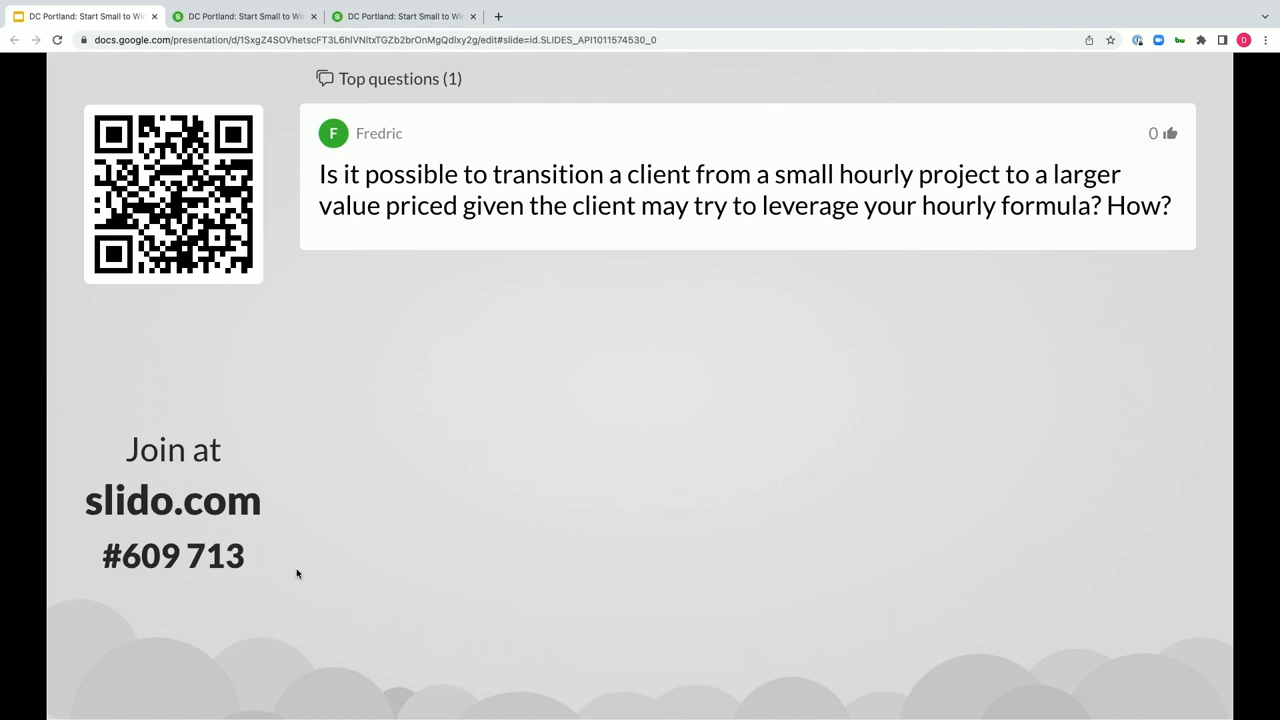 DC Portland: Start Small to Wi
DC Portland: Start Small to Wi
DC Portland: Start Small to Wi
docs.google.com/presentation/d/1SxgZ4SOVhetscFT3L6hIVNltxTGZb2brOnMgQdlxy2g/edit#slide=id.SLIDES_API1011574530_0
bw
D
Top questions (1)
F
Fredric
0
Is it possible to transition a client from a small hourly project to a larger
value priced given the client may try to leverage your hourly formula? How?
Join at
slido.com
#609 713